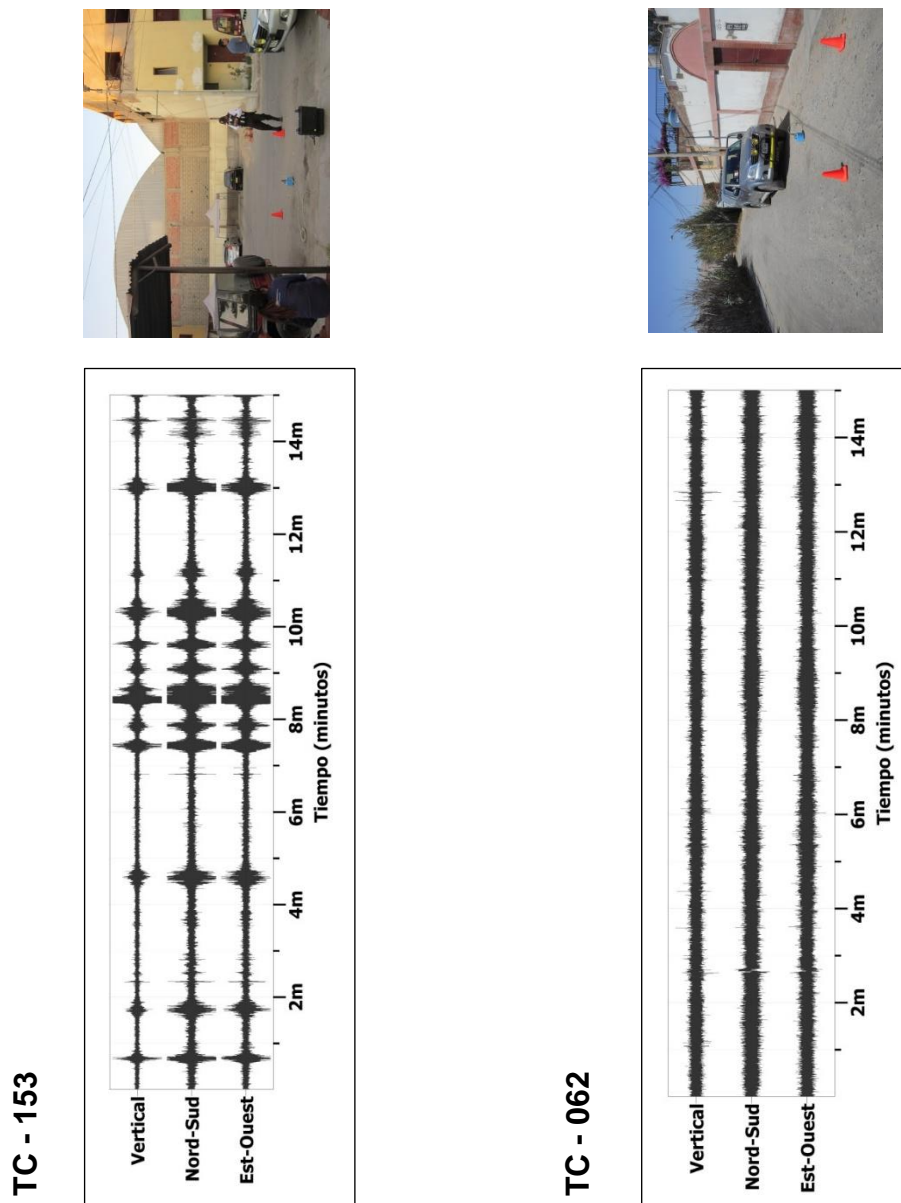 TC - 153
Vertical
Nord-Sud
Est-Ouest
2m
4m
6m
8m
10m
12m
14m
Tiempo (minutos)
TC - 062
Vertical
Nord-Sud
Est-Ouest
2m
4m
6m
8m
10m
12m
14m
Tiempo (minutos)